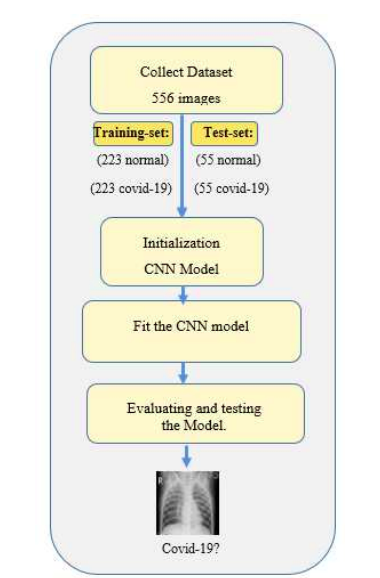 Collect Dataset
556 images
Training-set:
Test-set:
(223 normal)
(55 normal)
(223 covid-19)
(55 covid-19)
Initialization
CNN Model
Fit the CNN model
Evaluating and testing
the Model.
R
Covid-19?